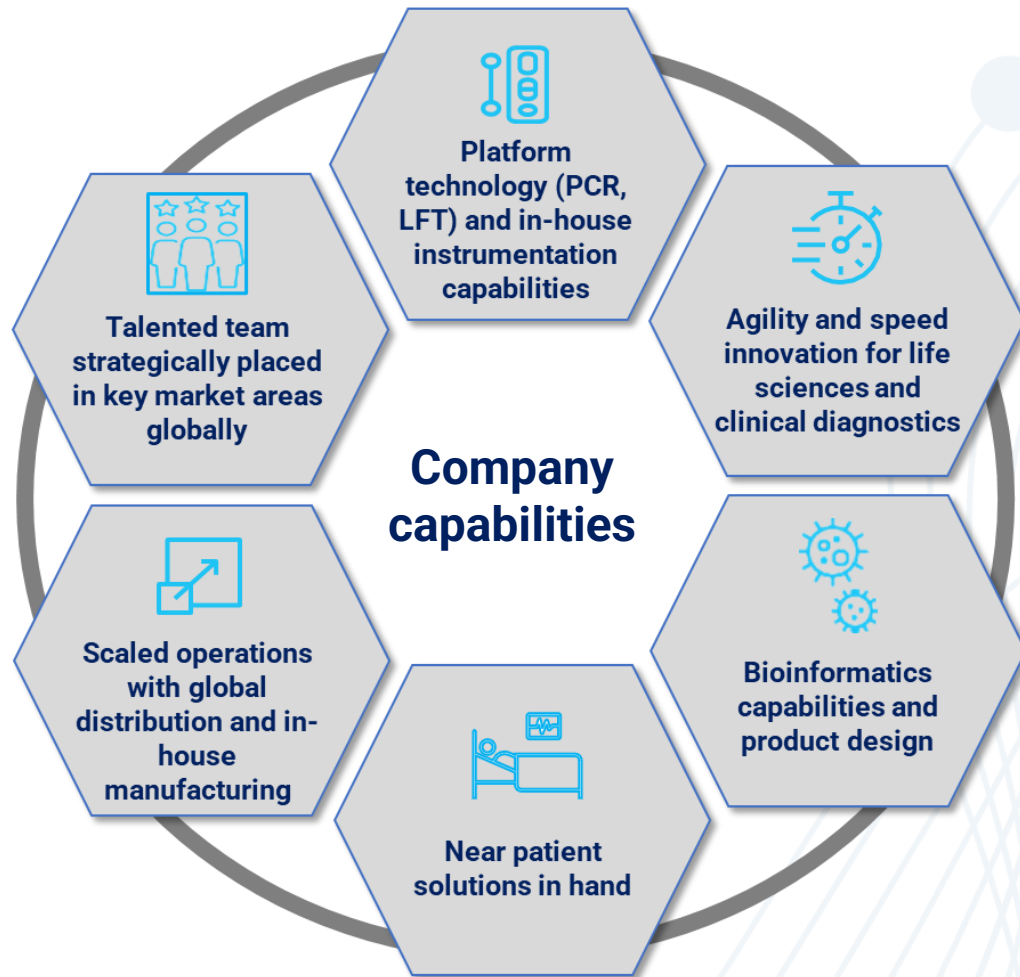 Platform
technology (PCR,
LFT) and in-house
instrumentation
capabilities
Agility and speed
innovation for life
sciences and
clinical diagnostics
Bioinformatics
capabilities and
product design
Near patient
solutions in hand
Scaled operations
with global
distribution and in-
house
manufacturing
Talented team
strategically placed
in key market areas
globally
Company
capabilities